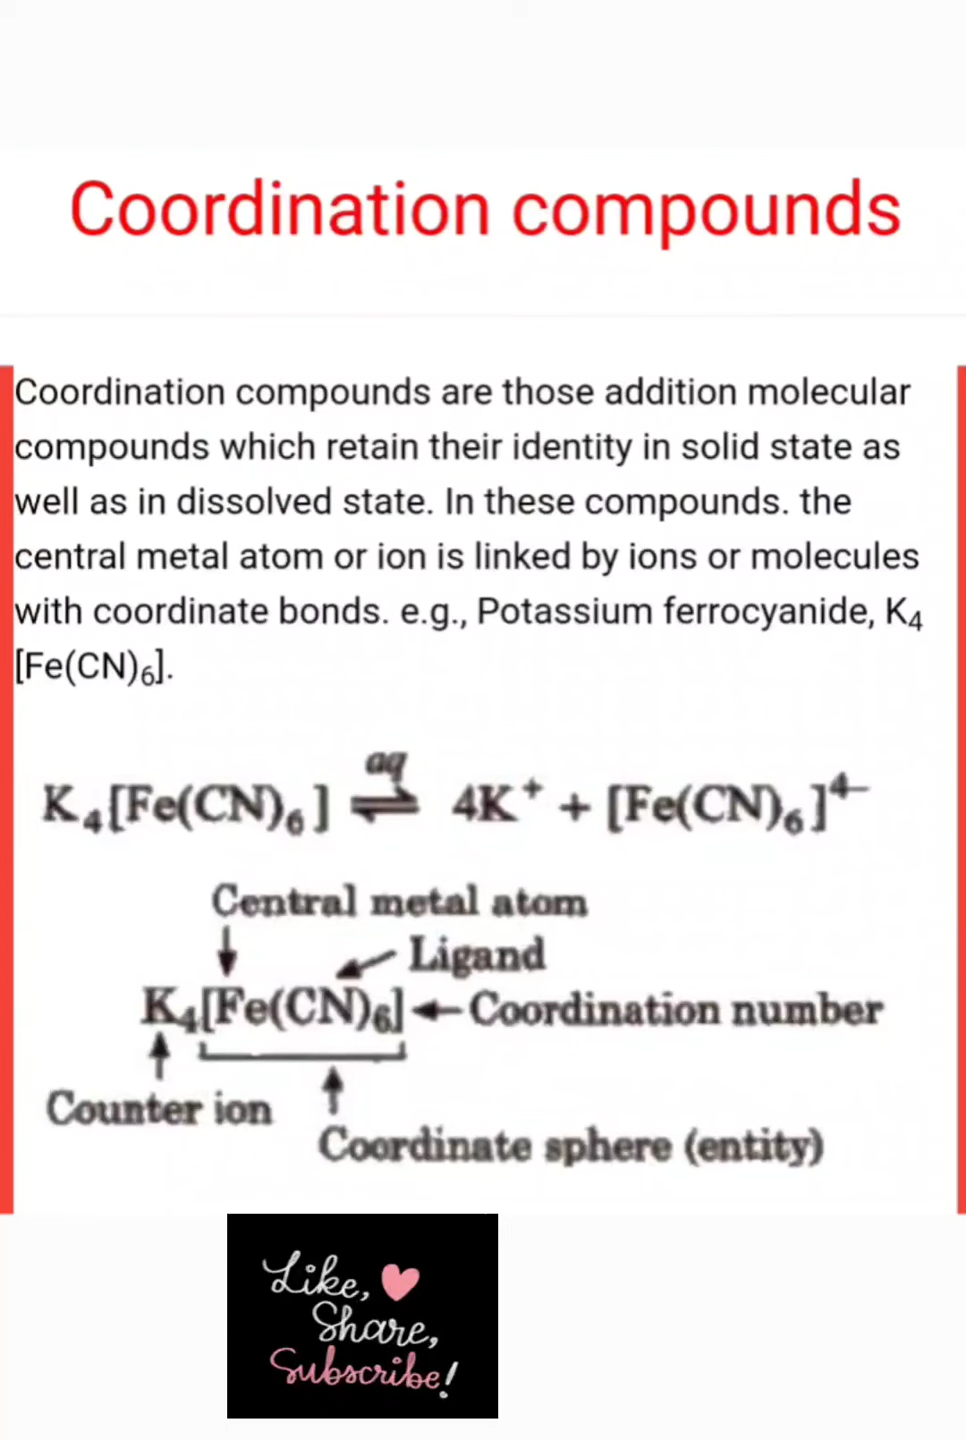 Coordination compounds
Coordination compounds are those addition molecular
compounds which retain their identity in solid state as
well as in dissolved state. In these compounds. the
central metal atom or ion is linked by ions or molecules
with coordinate bonds. e.g., Potassium ferrocyanide, K₄
[Fe(CN)₆].
K₄[Fe(CN)₆] ⇌ 4K⁺ + [Fe(CN)₆]⁴⁻
aq
Central metal atom
Ligand
K₄[Fe(CN)₆] Coordination number
Counter ion
Coordinate sphere (entity)
Like,
Share,
Subscribe!